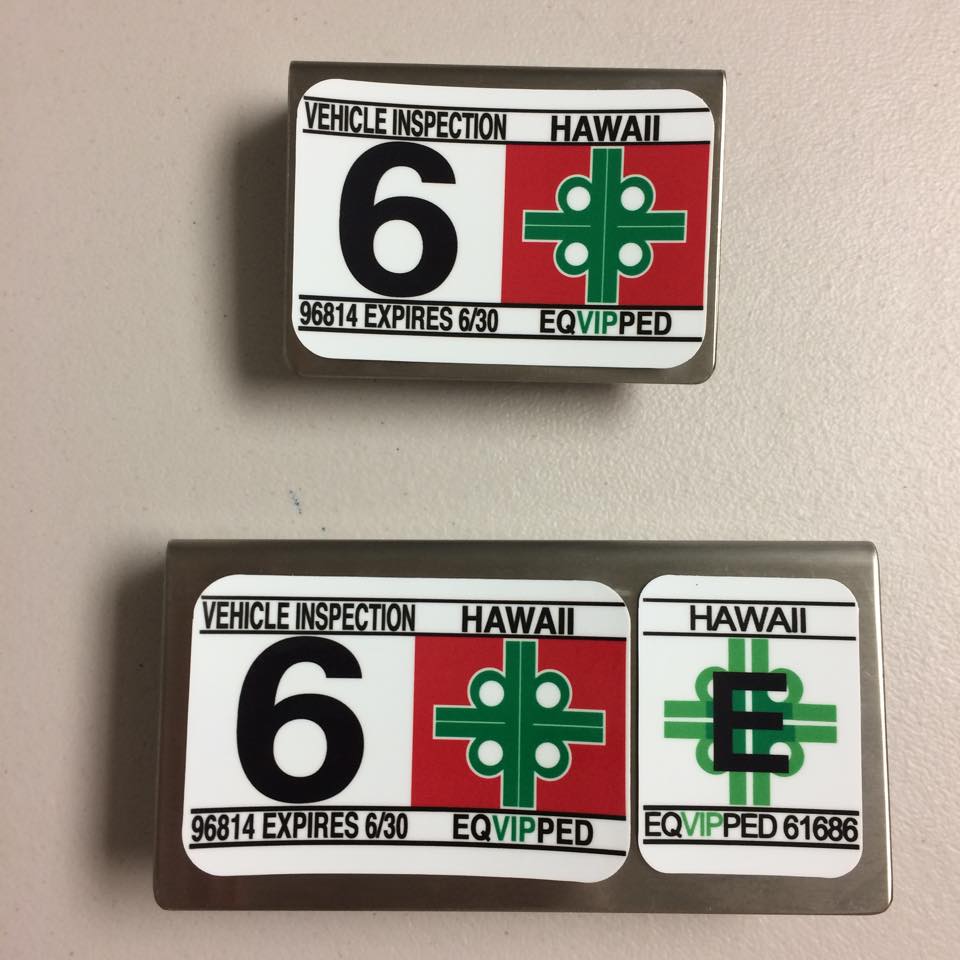 VEHICLE INSPECTION HAWAII
6
96814 EXPIRES 6/30 EQVIPPED
VEHICLE INSPECTION HAWAII
6
96814 EXPIRES 6/30 EQVIPPED
HAWAII
E
EQVIPPED 61686